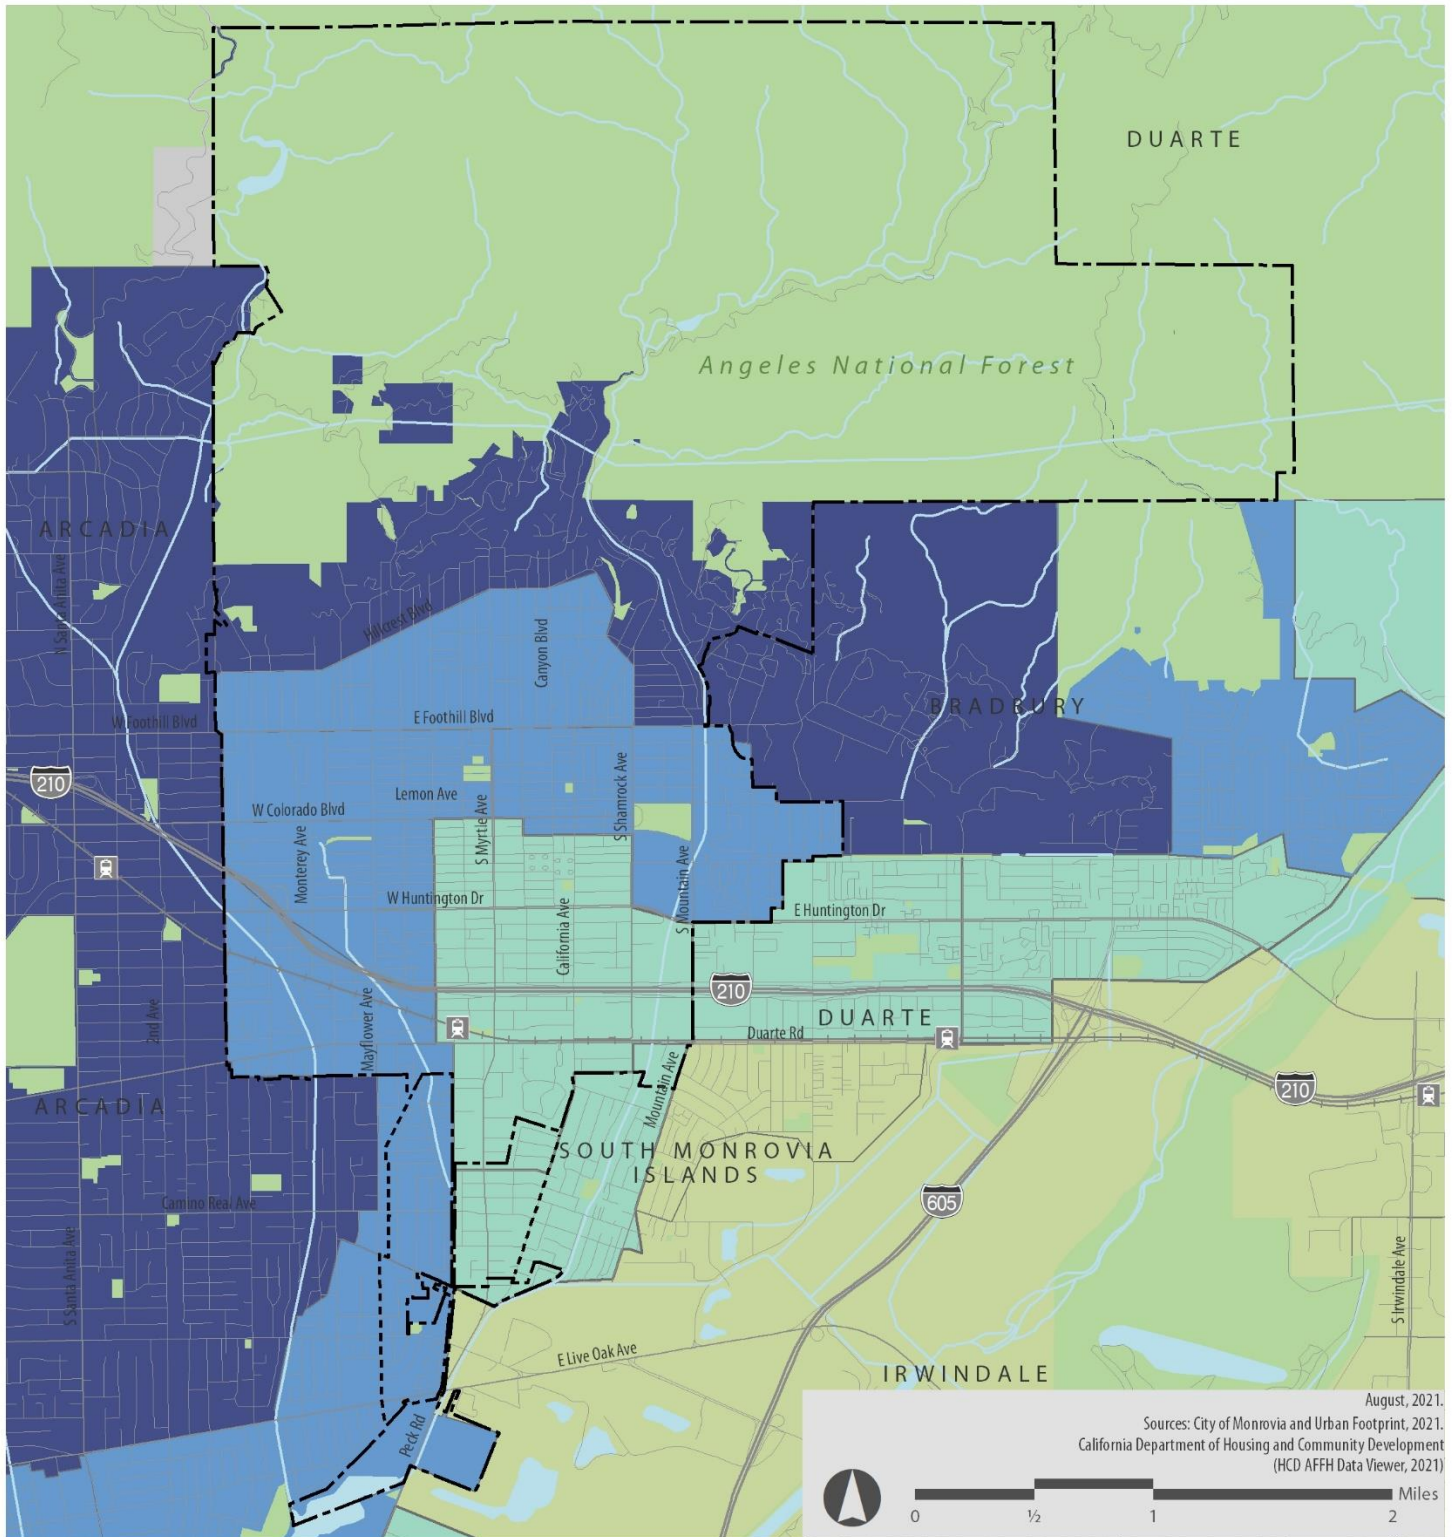 DUARTE
Angeles National Forest
ARCADIA
N Santa Anita Ave
Hillcrest Blvd
Canyon Blvd
BRADBURY
W Foothill Blvd
E Foothill Blvd
210
Lemon Ave
W Colorado Blvd
S Myrtle Ave
S Shamrock Ave
Monterey Ave
S Mountain Ave
W Huntington Dr
E Huntington Dr
California Ave
210
2nd Ave
Mayflower Ave
DUARTE
Duarte Rd
Mountain Ave
210
ARCADIA
SOUTH MONROVIA
ISLANDS
Camino Real Ave
605
S Santa Anita Ave
S Irwindale Ave
E Live Oak Ave
IRWINDALE
Peck Rd
August, 2021.
Sources: City of Monrovia and Urban Footprint, 2021.
California Department of Housing and Community Development
(HCD AFFH Data Viewer, 2021)
Miles
0 ½ 1 2